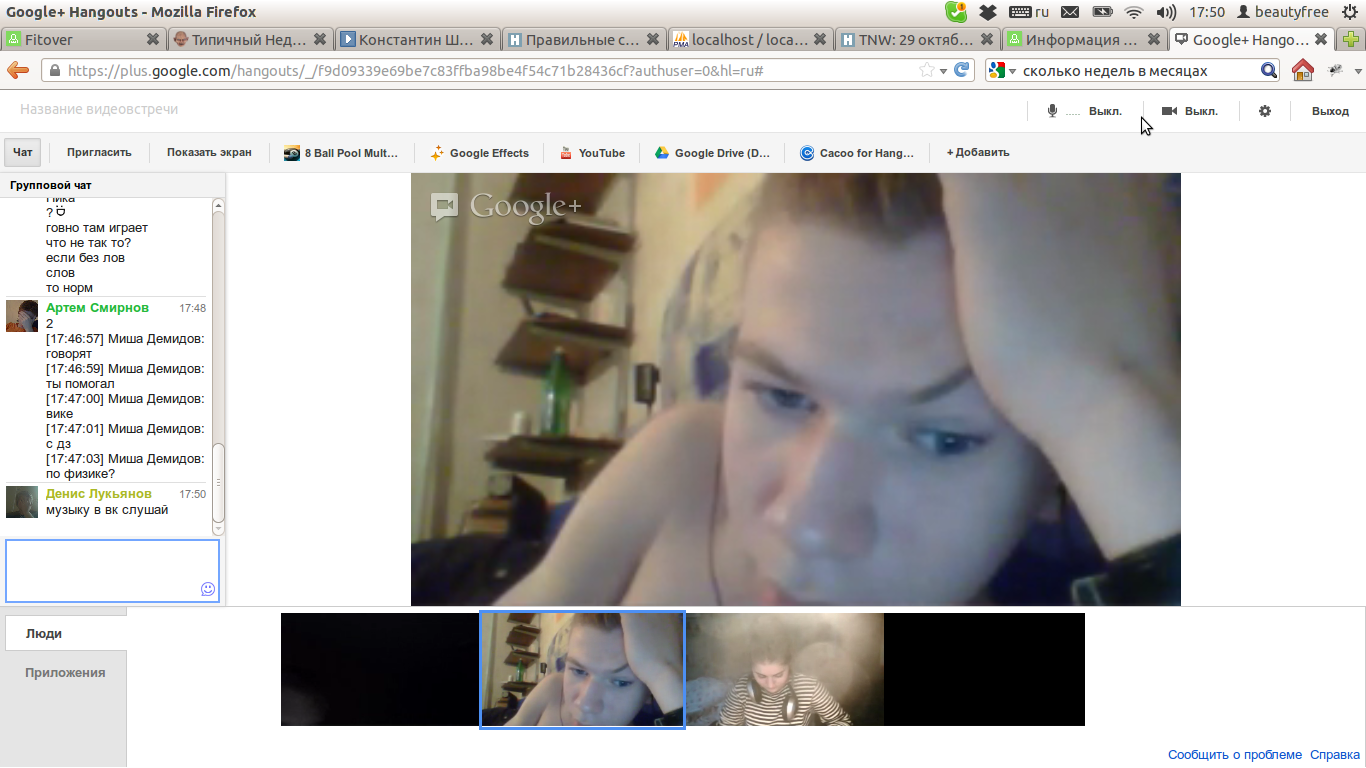 Google+ Hangouts - Mozilla Firefox
ru
17:50
beautyfree
Fitover
Типичный Нед...
Константин Ш...
Правильные с...
localhost / loca...
TNW: 29 октяб...
Информация ...
Google+ Hango...
https://plus.google.com/hangouts/_/f9d09339e69be7c83ffba98be4f54c71b28436cf?authuser=0&hl=ru#
сколько недель в месяцах
Название видеовстречи
..... Выкл.
Выкл.
Выход
Чат
Пригласить
Показать экран
8 Ball Pool Mult...
Google Effects
YouTube
Google Drive (D...
Cacoo for Hang...
+ Добавить
Групповой чат
Ника
?
говно там играет
что не так то?
если без лов
слов
то норм
Артем Смирнов 17:48
2
[17:46:57] Миша Демидов:
говорят
[17:46:59] Миша Демидов:
ты помогал
[17:47:00] Миша Демидов:
вике
[17:47:01] Миша Демидов:
с дз
[17:47:03] Миша Демидов:
по физике?
Денис Лукьянов 17:50
музыку в вк слушай
Google+
Люди
Приложения
Сообщить о проблеме Справка